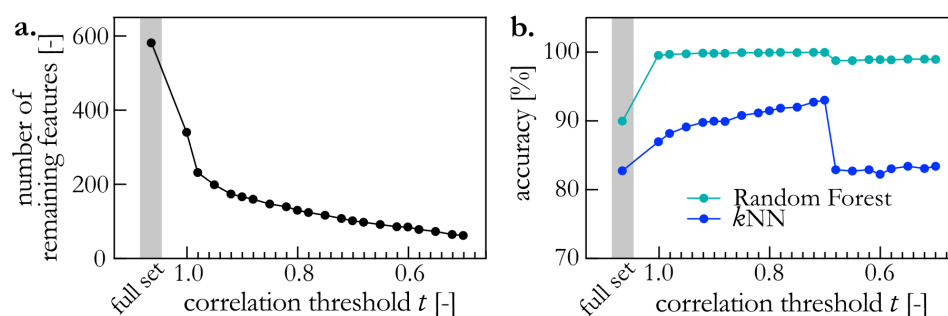 a.
number of
remaining features [-]
600
400
200
0
full set
1.0
0.8
0.6
correlation threshold t [-]
b.
accuracy [%]
100
90
80
70
Random Forest
kNN
full set
1.0
0.8
0.6
correlation threshold t [-]